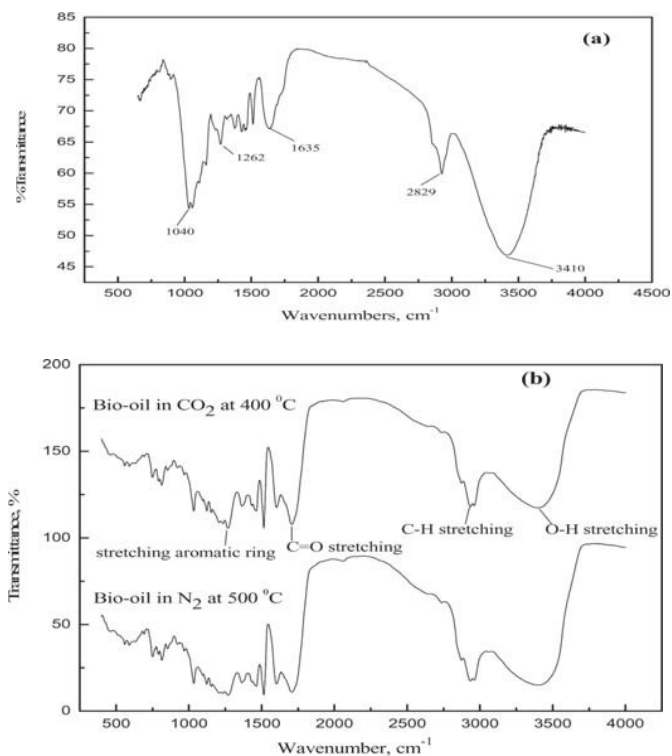 (a)
85
80
75
70
65
60
55
50
45
%Transmittance
1040
1262
1635
2829
3410
500 1000 1500 2000 2500 3000 3500 4000 4500
Wavenumbers, cm-1
(b)
200
150
100
50
0
Transmittance, %
Bio-oil in CO2 at 400 0C
stretching aromatic ring
C=O stretching
C-H stretching
O-H stretching
Bio-oil in N2 at 500 0C
500 1000 1500 2000 2500 3000 3500 4000
Wavenumber, cm-1